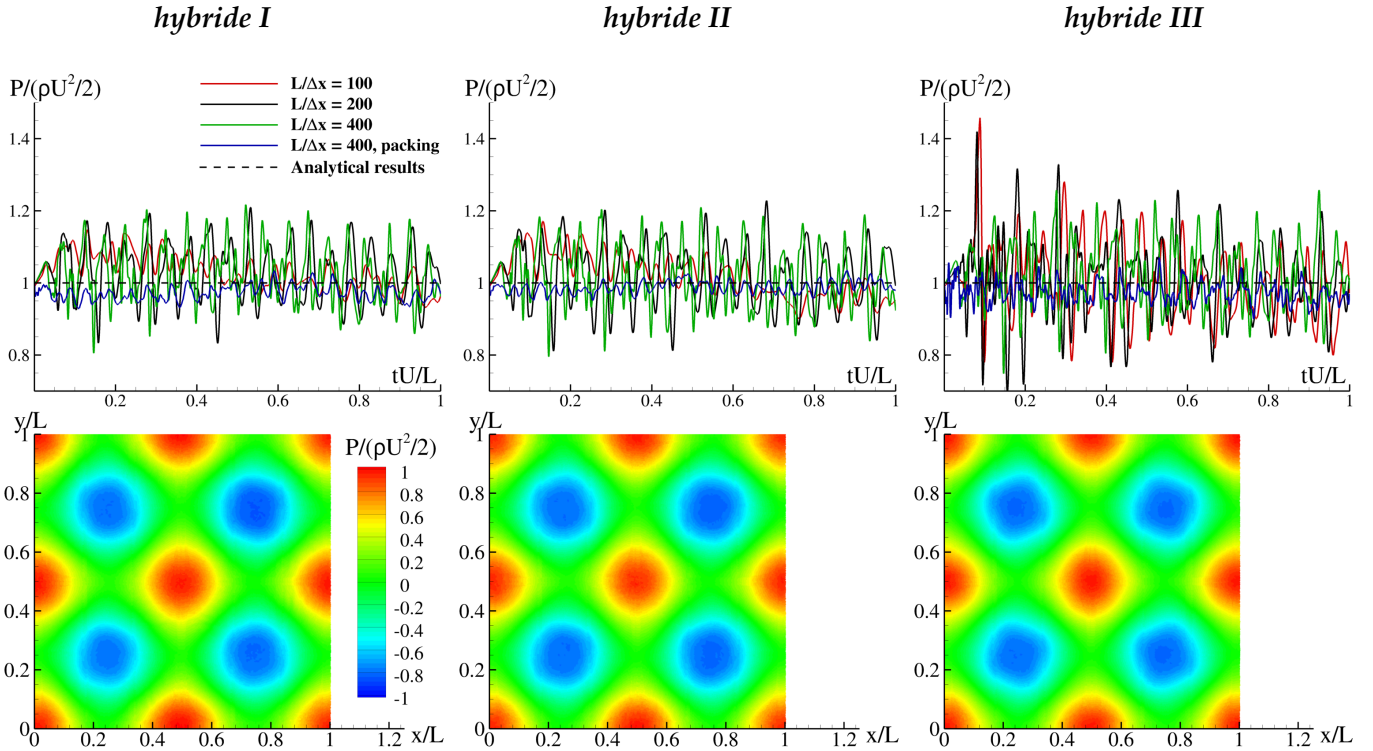 hybride I
hybride II
hybride III
P/(ρU²/2)
L/Δx = 100
L/Δx = 200
L/Δx = 400
L/Δx = 400, packing
Analytical results
1.4
1.2
1
0.8
0.2 0.4 0.6 0.8 1
tU/L
P/(ρU²/2)
1.4
1.2
1
0.8
0.2 0.4 0.6 0.8 1
tU/L
P/(ρU²/2)
1.4
1.2
1
0.8
0.2 0.4 0.6 0.8 1
tU/L
y/L
1
0.8
0.6
0.4
0.2
0
0 0.2 0.4 0.6 0.8 1 1.2 x/L
P/(ρU²/2)
1
0.8
0.6
0.4
0.2
0
-0.2
-0.4
-0.6
-0.8
-1
y/L
1
0.8
0.6
0.4
0.2
0
0 0.2 0.4 0.6 0.8 1 1.2 x/L
y/L
1
0.8
0.6
0.4
0.2
0
0 0.2 0.4 0.6 0.8 1 1.2 x/L